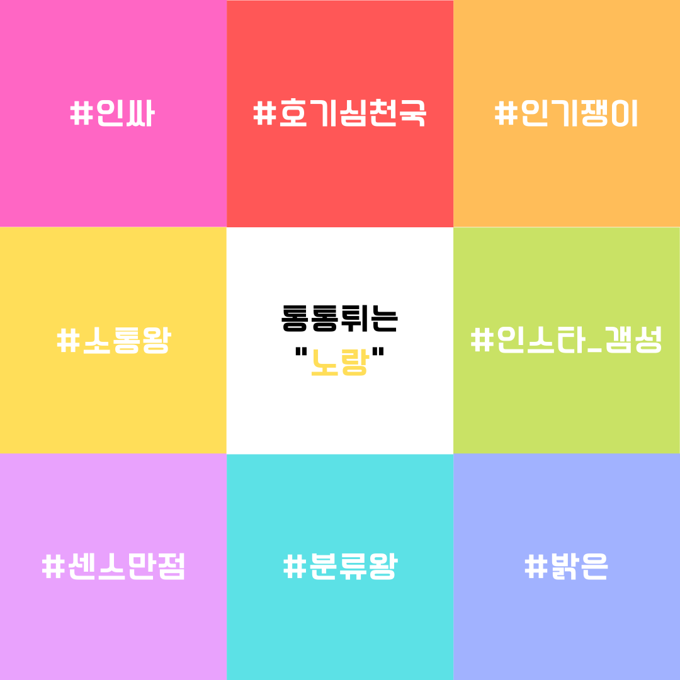 #인싸
#호기심천국
#인기쟁이
#소통왕
통통튀는
"노랑"
#인스타_갬성
#센스만점
#분류왕
#밝은